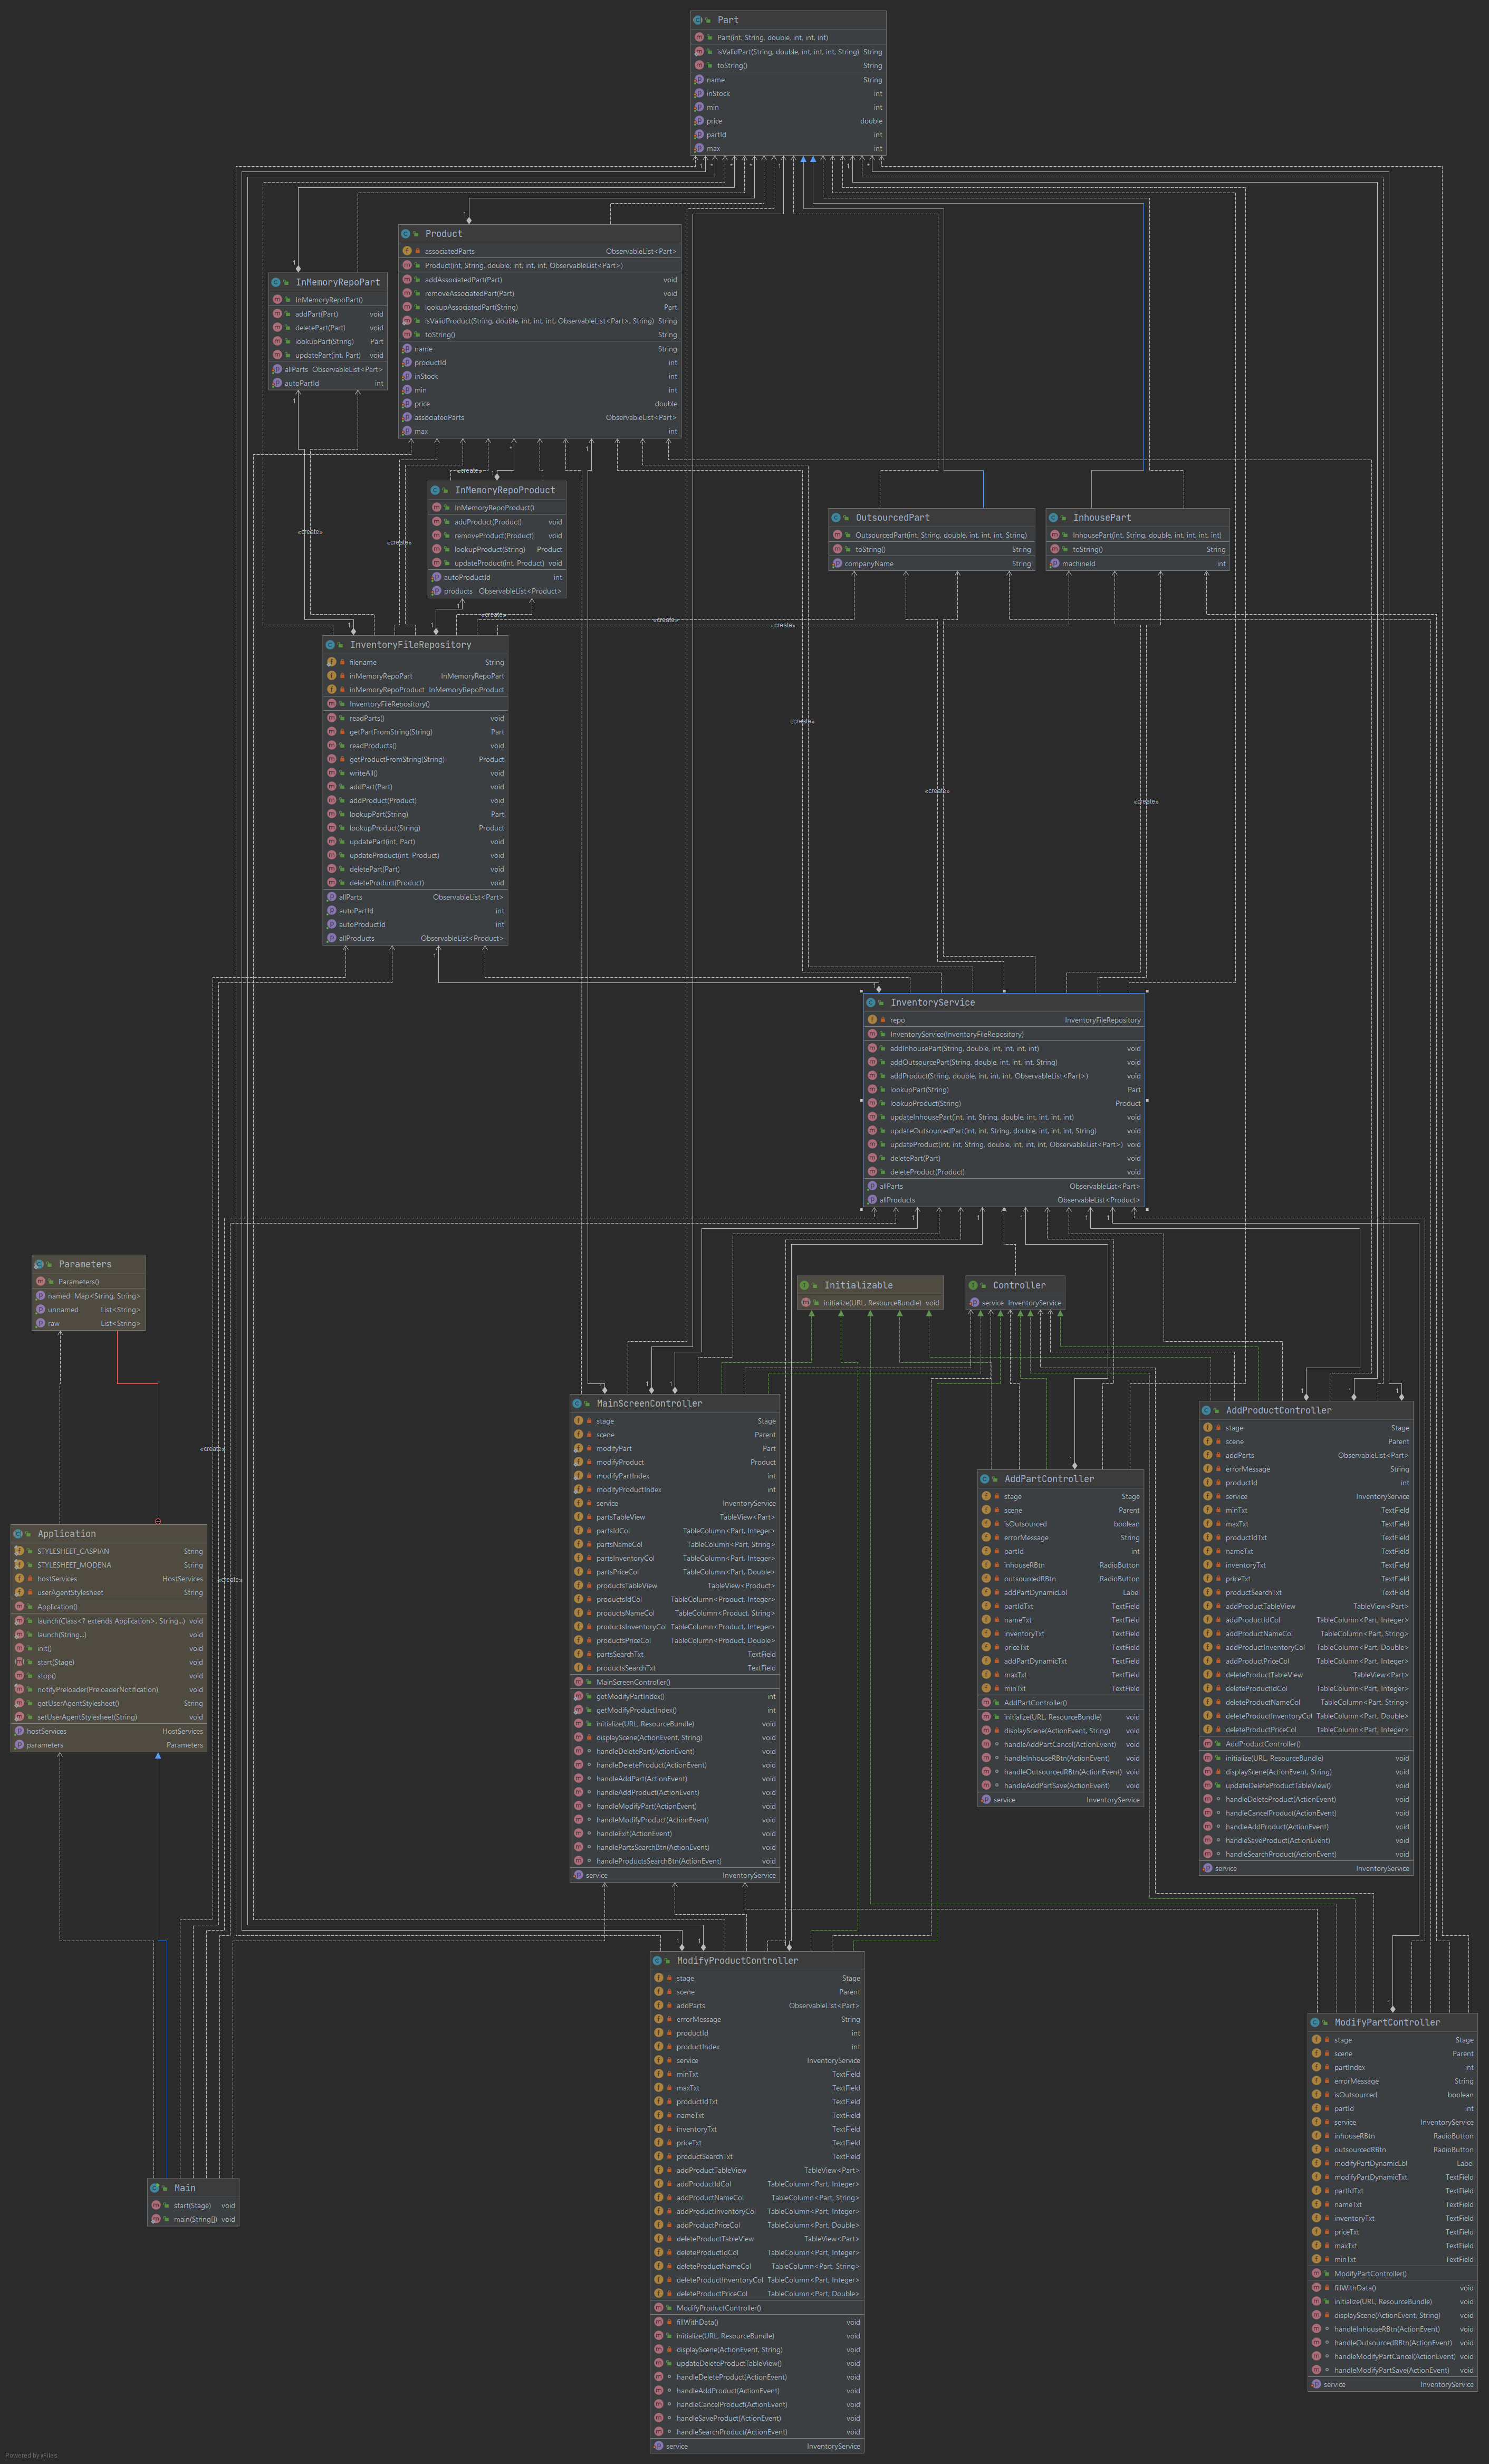 Part
Part(int, String, double, int, int, int)
isValidPart(String, double, int, int, int, String) String
toString() String
name String
inStock int
min int
price double
partId int
max int
Product
associatedParts ObservableList<Part>
Product(int, String, double, int, int, int, ObservableList<Part>)
addAssociatedPart(Part) void
removeAssociatedPart(Part) void
lookupAssociatedPart(String) Part
isValidProduct(String, double, int, int, int, ObservableList<Part>, String) String
toString() String
name String
productId int
inStock int
min int
price double
associatedParts ObservableList<Part>
max int
InMemoryRepoPart
InMemoryRepoPart()
addPart(Part) void
deletePart(Part) void
lookupPart(String) Part
updatePart(int, Part) void
allParts ObservableList<Part>
autoPartId int
«create»
InMemoryRepoProduct
InMemoryRepoProduct()
addProduct(Product) void
removeProduct(Product) void
lookupProduct(String) Product
updateProduct(int, Product) void
autoProductId int
products ObservableList<Product>
OutsourcedPart
OutsourcedPart(int, String, double, int, int, int, String)
toString() String
companyName String
InhousePart
InhousePart(int, String, double, int, int, int, int)
toString() String
machineId int
«create»
«create»
«create»
«create»
«create»
InventoryFileRepository
filename String
inMemoryRepoPart InMemoryRepoPart
inMemoryRepoProduct InMemoryRepoProduct
InventoryFileRepository()
readParts() void
getPartFromString(String) Part
readProducts() void
getProductFromString(String) Product
writeAll() void
addPart(Part) void
addProduct(Product) void
lookupPart(String) Part
lookupProduct(String) Product
updatePart(int, Part) void
updateProduct(int, Product) void
deletePart(Part) void
deleteProduct(Product) void
allParts ObservableList<Part>
autoPartId int
autoProductId int
allProducts ObservableList<Product>
«create»
«create»
«create»
InventoryService
repo InventoryFileRepository
InventoryService(InventoryFileRepository)
addInhousePart(String, double, int, int, int, int) void
addOutsourcePart(String, double, int, int, int, String) void
addProduct(String, double, int, int, int, ObservableList<Part>) void
lookupPart(String) Part
lookupProduct(String) Product
updateInhousePart(int, int, String, double, int, int, int, int) void
updateOutsourcedPart(int, int, String, double, int, int, int, String) void
updateProduct(int, int, String, double, int, int, int, ObservableList<Part>) void
deletePart(Part) void
deleteProduct(Product) void
allParts ObservableList<Part>
allProducts ObservableList<Product>
Parameters
Parameters()
named Map<String, String>
unnamed List<String>
raw List<String>
Initializable
initialize(URL, ResourceBundle) void
Controller
service InventoryService
MainScreenController
stage Stage
scene Parent
modifyPart Part
modifyProduct Product
modifyPartIndex int
modifyProductIndex int
service InventoryService
partsTableView TableView<Part>
partsIdCol TableColumn<Part, Integer>
partsNameCol TableColumn<Part, String>
partsInventoryCol TableColumn<Part, Integer>
partsPriceCol TableColumn<Part, Double>
productsTableView TableView<Product>
productsIdCol TableColumn<Product, Integer>
productsNameCol TableColumn<Product, String>
productsInventoryCol TableColumn<Product, Integer>
productsPriceCol TableColumn<Product, Double>
partsSearchTxt TextField
productsSearchTxt TextField
MainScreenController()
getModifyPartIndex() int
getModifyProductIndex() int
initialize(URL, ResourceBundle) void
displayScene(ActionEvent, String) void
handleDeletePart(ActionEvent) void
handleDeleteProduct(ActionEvent) void
handleAddPart(ActionEvent) void
handleAddProduct(ActionEvent) void
handleModifyPart(ActionEvent) void
handleModifyProduct(ActionEvent) void
handleExit(ActionEvent) void
handlePartsSearchBtn(ActionEvent) void
handleProductsSearchBtn(ActionEvent) void
service InventoryService
AddProductController
stage Stage
scene Parent
addParts ObservableList<Part>
errorMessage String
productId int
service InventoryService
minTxt TextField
maxTxt TextField
productIdTxt TextField
nameTxt TextField
inventoryTxt TextField
priceTxt TextField
productSearchTxt TextField
addProductTableView TableView<Part>
addProductIdCol TableColumn<Part, Integer>
addProductNameCol TableColumn<Part, String>
addProductInventoryCol TableColumn<Part, Double>
addProductPriceCol TableColumn<Part, Integer>
deleteProductTableView TableView<Part>
deleteProductIdCol TableColumn<Part, Integer>
deleteProductNameCol TableColumn<Part, String>
deleteProductInventoryCol TableColumn<Part, Double>
deleteProductPriceCol TableColumn<Part, Integer>
AddProductController()
initialize(URL, ResourceBundle) void
displayScene(ActionEvent, String) void
updateDeleteProductTableView() void
handleDeleteProduct(ActionEvent) void
handleCancelProduct(ActionEvent) void
handleAddProduct(ActionEvent) void
handleSaveProduct(ActionEvent) void
handleSearchProduct(ActionEvent) void
service InventoryService
«create»
AddPartController
stage Stage
scene Parent
isOutsourced boolean
errorMessage String
partId int
inhouseRBtn RadioButton
outsourcedRBtn RadioButton
addPartDynamicLbl Label
partIdTxt TextField
nameTxt TextField
inventoryTxt TextField
priceTxt TextField
addPartDynamicTxt TextField
maxTxt TextField
minTxt TextField
AddPartController()
initialize(URL, ResourceBundle) void
displayScene(ActionEvent, String) void
handleAddPartCancel(ActionEvent) void
handleInhouseRBtn(ActionEvent) void
handleOutsourcedRBtn(ActionEvent) void
handleAddPartSave(ActionEvent) void
service InventoryService
Application
STYLESHEET_CASPIAN String
STYLESHEET_MODENA String
hostServices HostServices
userAgentStylesheet String
Application()
launch(Class<? extends Application>, String...) void
launch(String...) void
init() void
start(Stage) void
stop() void
notifyPreloader(PreloaderNotification) void
getUserAgentStylesheet() String
setUserAgentStylesheet(String) void
hostServices HostServices
parameters Parameters
«create»
ModifyProductController
stage Stage
scene Parent
addParts ObservableList<Part>
errorMessage String
productId int
productIndex int
service InventoryService
minTxt TextField
maxTxt TextField
productIdTxt TextField
nameTxt TextField
inventoryTxt TextField
priceTxt TextField
productSearchTxt TextField
addProductTableView TableView<Part>
addProductIdCol TableColumn<Part, Integer>
addProductNameCol TableColumn<Part, String>
addProductInventoryCol TableColumn<Part, Integer>
addProductPriceCol TableColumn<Part, Double>
deleteProductTableView TableView<Part>
deleteProductIdCol TableColumn<Part, Integer>
deleteProductNameCol TableColumn<Part, String>
deleteProductInventoryCol TableColumn<Part, Integer>
deleteProductPriceCol TableColumn<Part, Double>
ModifyProductController()
fillWithData() void
initialize(URL, ResourceBundle) void
displayScene(ActionEvent, String) void
updateDeleteProductTableView() void
handleDeleteProduct(ActionEvent) void
handleAddProduct(ActionEvent) void
handleCancelProduct(ActionEvent) void
handleSaveProduct(ActionEvent) void
handleSearchProduct(ActionEvent) void
service InventoryService
ModifyPartController
stage Stage
scene Parent
partIndex int
errorMessage String
isOutsourced boolean
partId int
service InventoryService
inhouseRBtn RadioButton
outsourcedRBtn RadioButton
modifyPartDynamicLbl Label
modifyPartDynamicTxt TextField
partIdTxt TextField
nameTxt TextField
inventoryTxt TextField
priceTxt TextField
maxTxt TextField
minTxt TextField
ModifyPartController()
fillWithData() void
initialize(URL, ResourceBundle) void
displayScene(ActionEvent, String) void
handleInhouseRBtn(ActionEvent) void
handleOutsourcedRBtn(ActionEvent) void
handleModifyPartCancel(ActionEvent) void
handleModifyPartSave(ActionEvent) void
service InventoryService
Main
start(Stage) void
main(String[]) void
Powered by yFiles